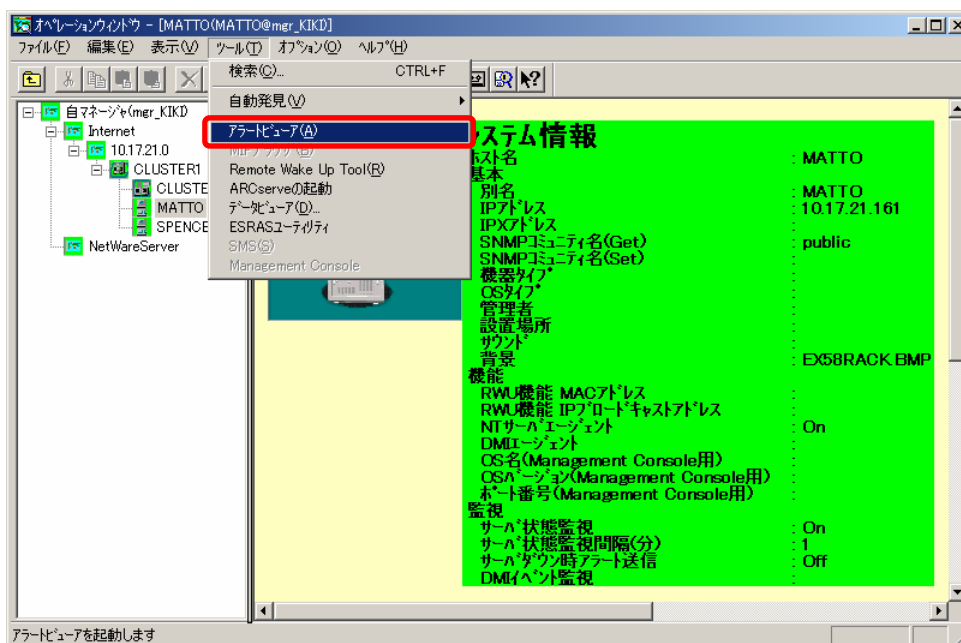 オペレーションウィンドウ - [MATTO(MATTO@mgr_KIKI)]
ファイル(F) 編集(E) 表示(V) ツール(T) オプション(O) ヘルプ(H)
検索(C)... CTRL+F
自動発見(V)
アラートビューア(A)
MIFブラウザ(B)
Remote Wake Up Tool(R)
ARCserveの起動
データビューア(D)...
ESRASユーティリティ
SMS(S)
Management Console
自マネージャ(mgr_KIKI)
Internet
10.17.21.0
CLUSTER1
CLUSTE
MATTO
SPENCE
NetWareServer
システム情報
ホスト名 : MATTO
基本
別名 : MATTO
IPアドレス : 10.17.21.161
IPXアドレス :
SNMPコミュニティ名(Get) : public
SNMPコミュニティ名(Set) :
機器タイプ :
OSタイプ :
管理者 :
設置場所 :
サウンド :
背景 : EX58RACK.BMP
機能
RWU機能 MACアドレス :
RWU機能 IPブロードキャストアドレス :
NTサーバエージェント : On
DMIエージェント :
OS名(Management Console用) :
OSバージョン(Management Console用) :
ポート番号(Management Console用) :
監視
サーバ状態監視 : On
サーバ状態監視間隔(分) : 1
サーバダウン時アラート送信 : Off
DMIイベント監視 :
アラートビューアを起動します